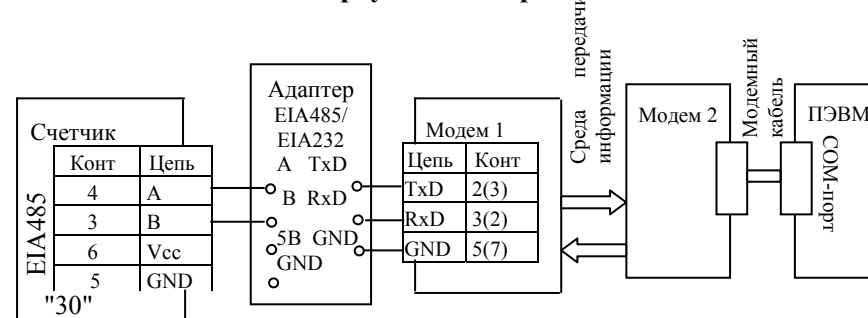 Счетчик
EIA485
Конт Цепь
4 A
3 B
6 Vcc
5 GND
"30"
Адаптер
EIA485/
EIA232
A TxD
B RxD
5В GND
GND
Модем 1
Цепь Конт
TxD 2(3)
RxD 3(2)
GND 5(7)
Среда передачи
информации
Модем 2
Модемный
кабель
ПЭВМ
COM-порт